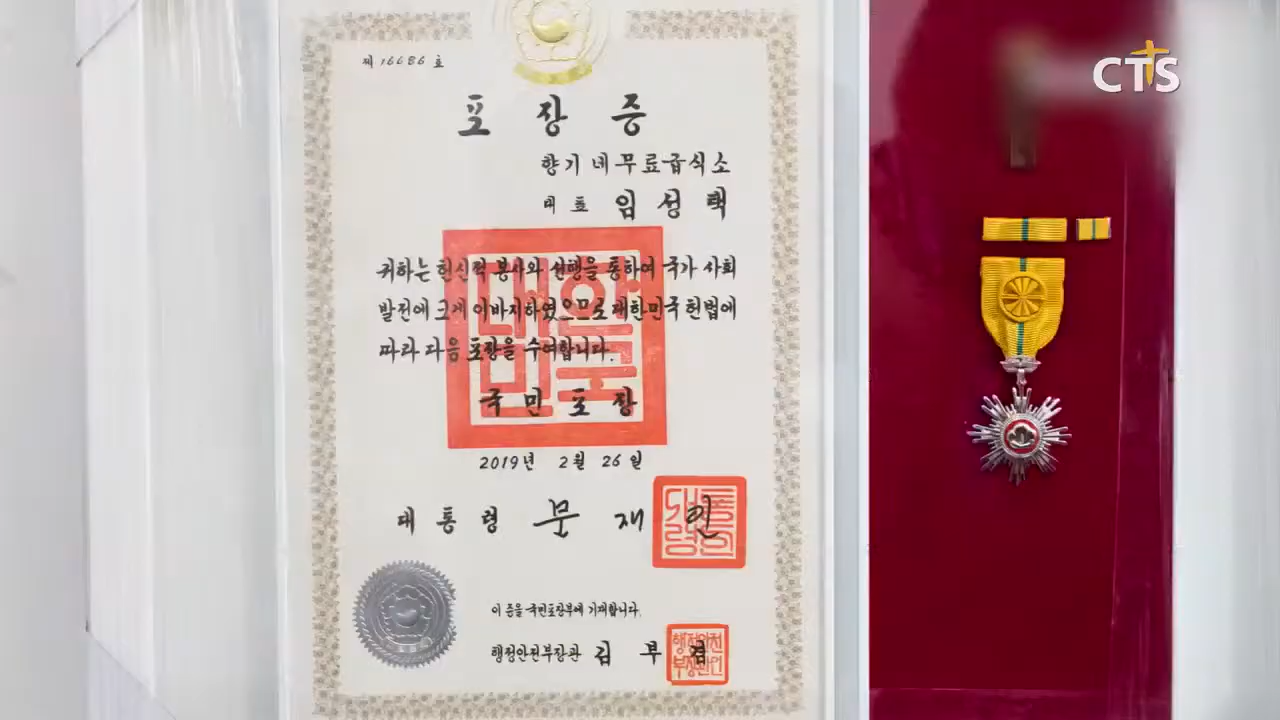 CTS
제 16686 호
포 장 증
향기 네 무료급식소
대표 임 성 택
귀하는 헌신적 봉사와 선행을 통하여 국가 사회
발전에 크게 이바지하였으므로 대한민국 헌법에
따라 다음 포장을 수여합니다.
국 민 포 장
2019년 2월 26일
대 통 령 문 재 인
이 증을 국민포장부에 기재합니다.
행정안전부장관 김 부 겸